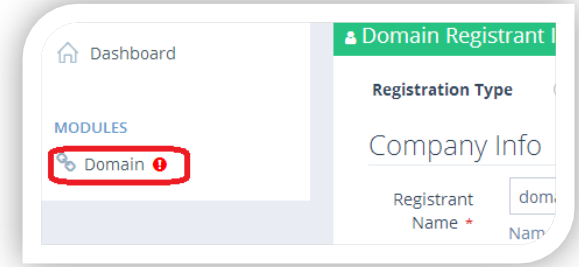 Dashboard
MODULES
Domain
Domain Registrant
Registration Type
Company Info
Registrant
Name *